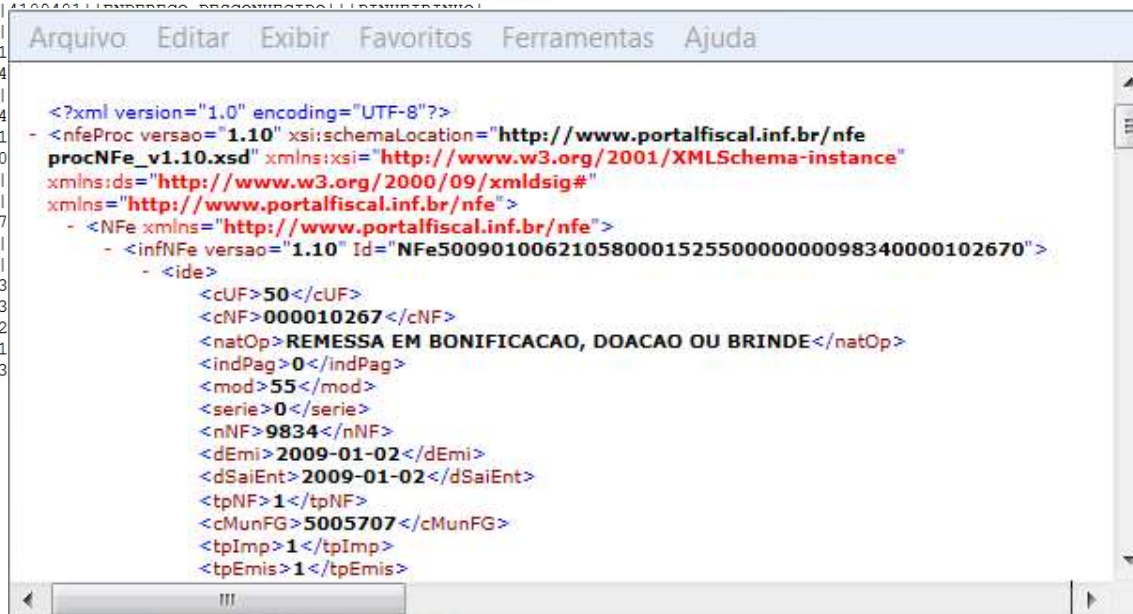 |4100401||ENDERECO DESCONHECIDO|||PINHEIRINHO|
Arquivo Editar Exibir Favoritos Ferramentas Ajuda
<?xml version="1.0" encoding="UTF-8"?>
- <nfeProc versao="1.10" xsi:schemaLocation="http://www.portalfiscal.inf.br/nfe
procNFe_v1.10.xsd" xmlns:xsi="http://www.w3.org/2001/XMLSchema-instance"
xmlns:ds="http://www.w3.org/2000/09/xmldsig#"
xmlns="http://www.portalfiscal.inf.br/nfe">
- <NFe xmlns="http://www.portalfiscal.inf.br/nfe">
- <infNFe versao="1.10" Id="NFe50090100621058000152550000000098340000102670">
- <ide>
<cUF>50</cUF>
<cNF>000010267</cNF>
<natOp>REMESSA EM BONIFICACAO, DOACAO OU BRINDE</natOp>
<indPag>0</indPag>
<mod>55</mod>
<serie>0</serie>
<nNF>9834</nNF>
<dEmi>2009-01-02</dEmi>
<dSaiEnt>2009-01-02</dSaiEnt>
<tpNF>1</tpNF>
<cMunFG>5005707</cMunFG>
<tpImp>1</tpImp>
<tpEmis>1</tpEmis>